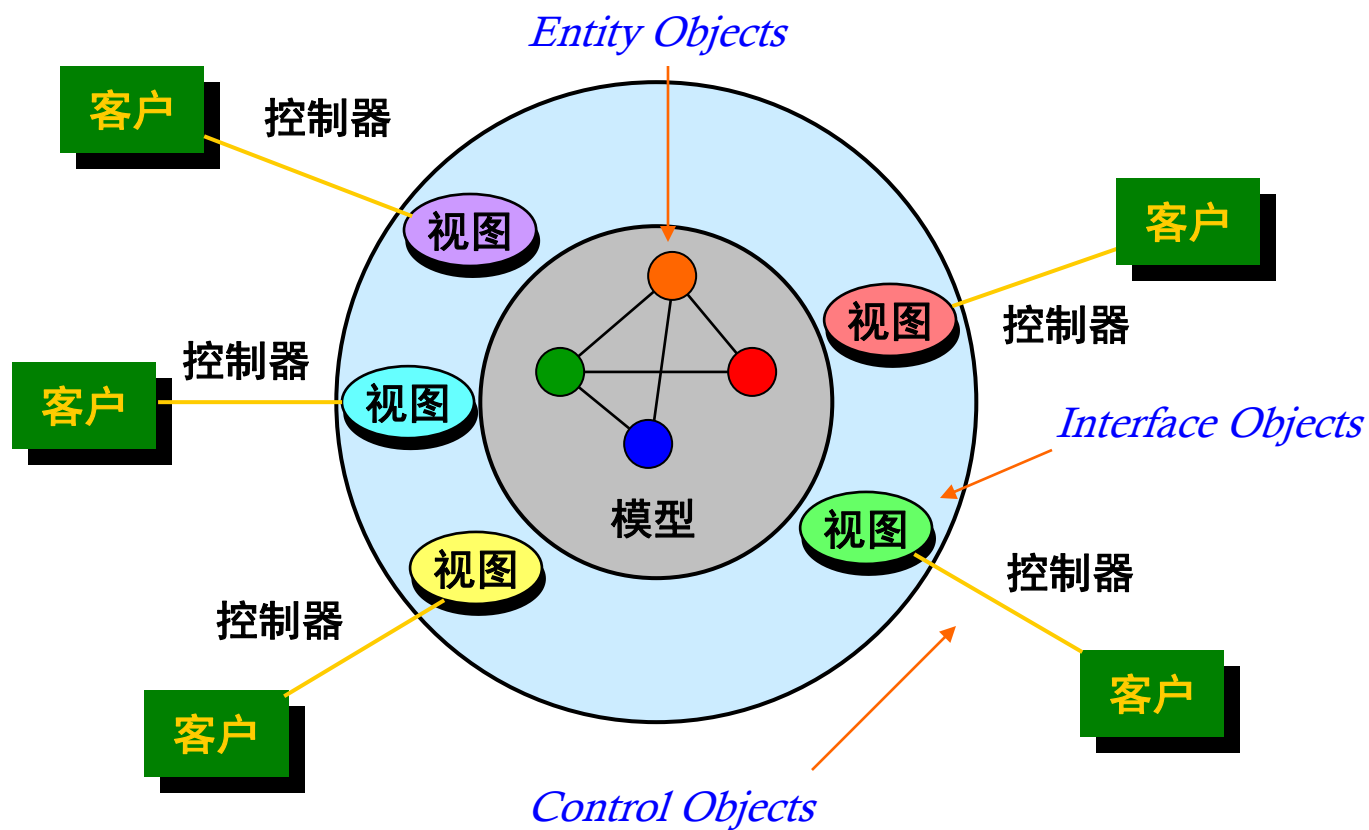 Entity Objects
客户
控制器
客户
视图
视图
控制器
控制器
客户
视图
视图
Interface Objects
模型
视图
控制器
控制器
客户
客户
Control Objects